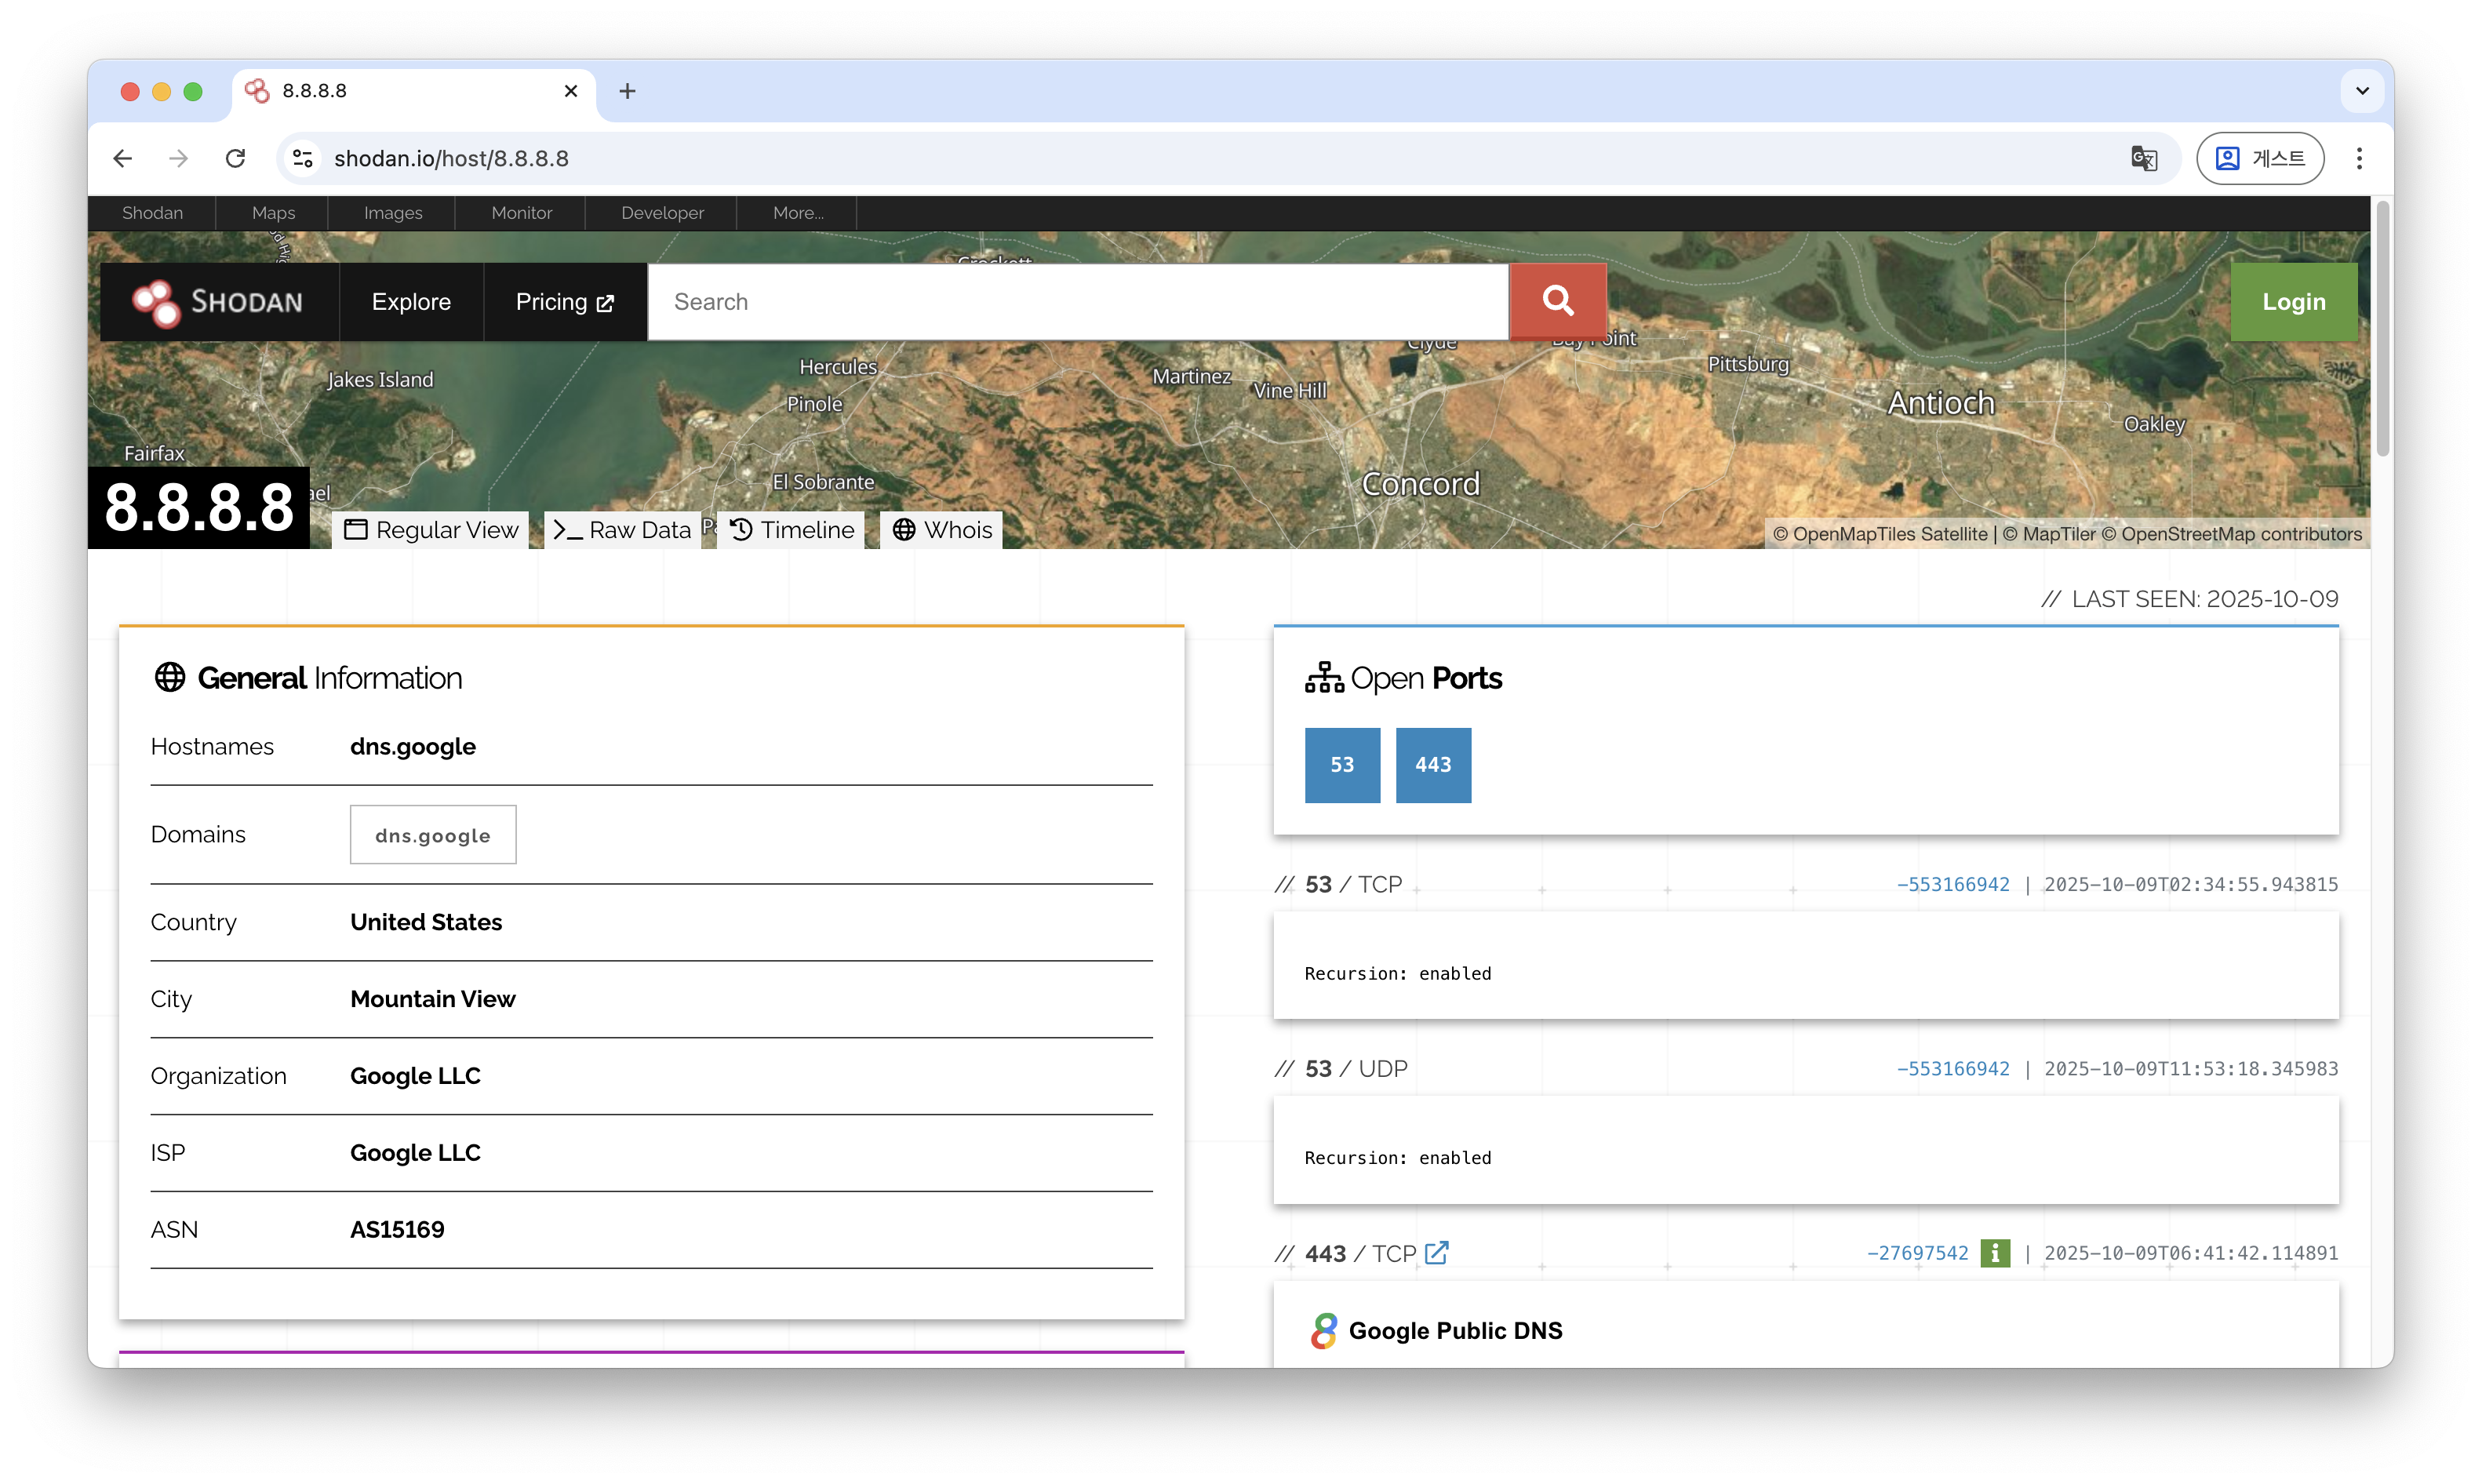 8.8.8.8
shodan.io/host/8.8.8.8
게스트
Shodan Maps Images Monitor Developer More...
SHODAN Explore Pricing Search Login
Crockett
Clyde
Hercules
Jakes Island
Martinez
Vine Hill
Pittsburg
Pinole
Antioch
Oakley
Fairfax
El Sobrante
Concord
8.8.8.8
Regular View Raw Data Timeline Whois
© OpenMapTiles Satellite | © MapTiler © OpenStreetMap contributors
// LAST SEEN: 2025-10-09
General Information
Hostnames dns.google
Domains dns.google
Country United States
City Mountain View
Organization Google LLC
ISP Google LLC
ASN AS15169
Open Ports
53 443
// 53 / TCP -553166942 | 2025-10-09T02:34:55.943815
Recursion: enabled
// 53 / UDP -553166942 | 2025-10-09T11:53:18.345983
Recursion: enabled
// 443 / TCP -27697542 | 2025-10-09T06:41:42.114891
Google Public DNS